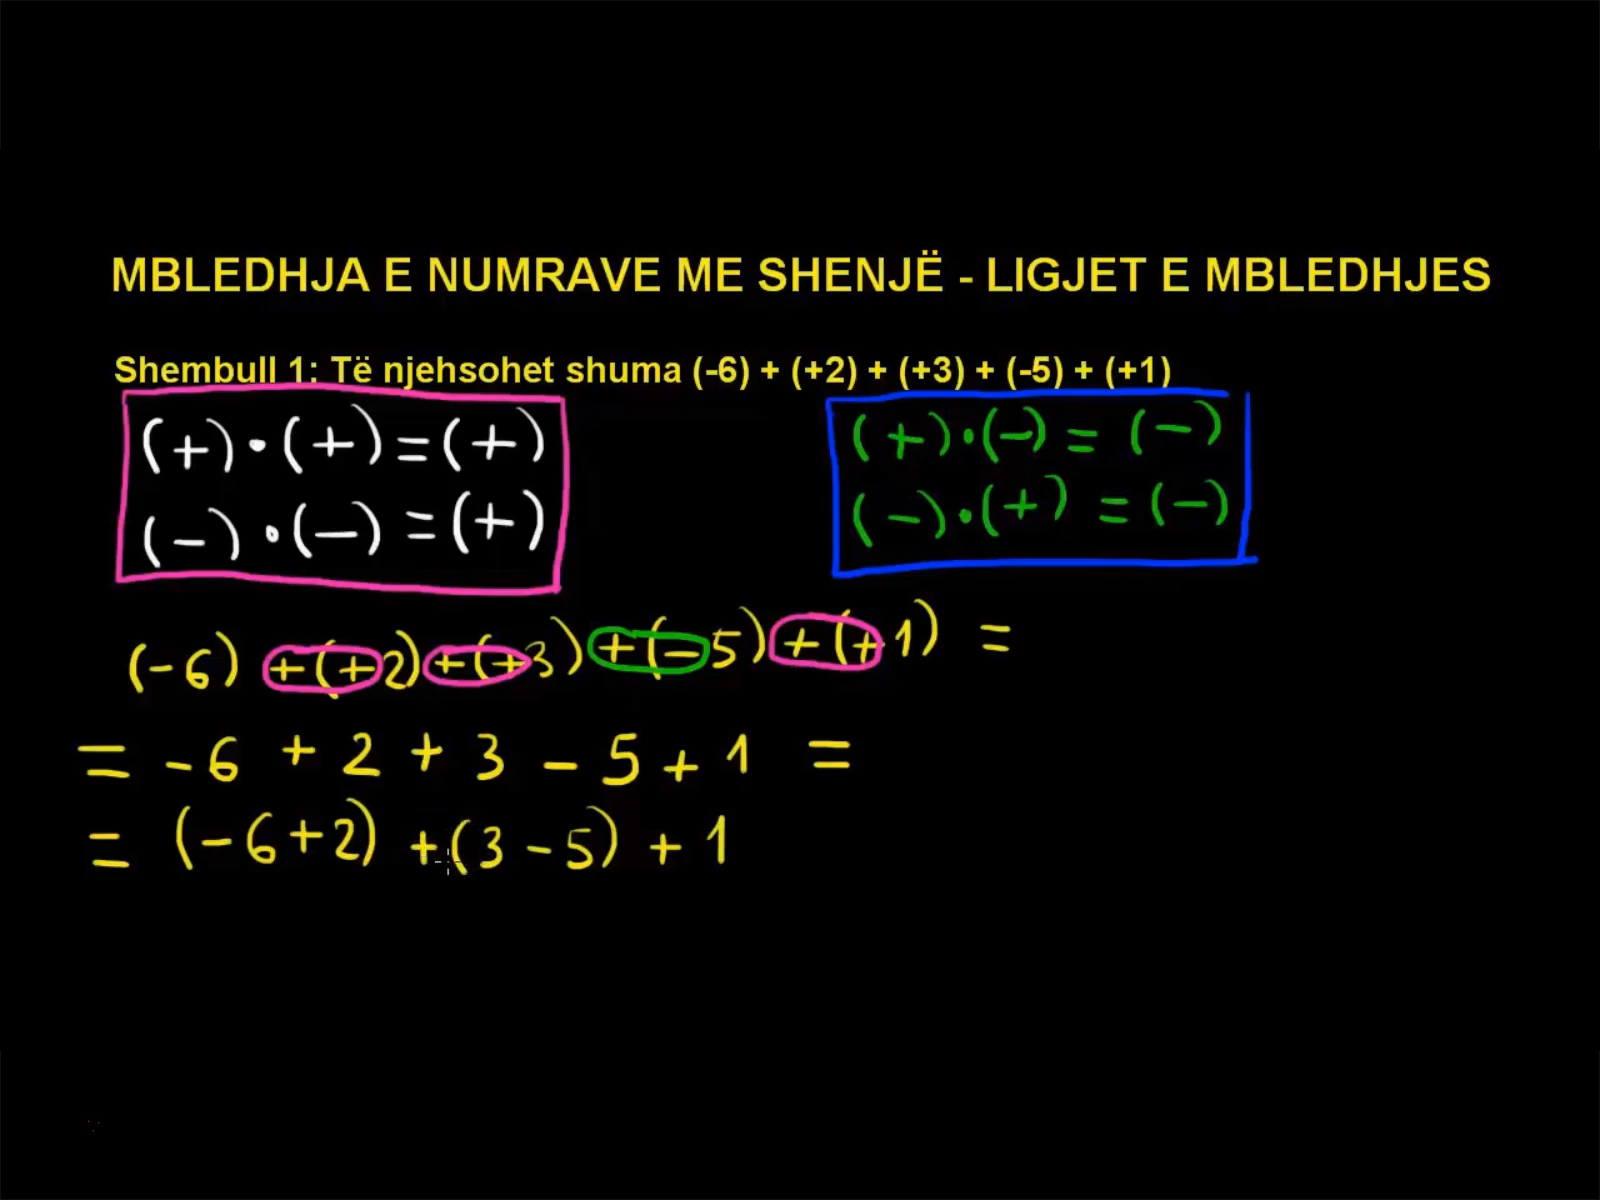 MBLEDHJA E NUMRAVE ME SHENJË - LIGJET E MBLEDHJES
Shembull 1: Të njehsohet shuma (-6) + (+2) + (+3) + (-5) + (+1)
(+)·(+)=(+)
(-)·(-)=(+)
(+)·(-)=(-)
(-)·(+)=(-)
(-6) +(+2)+(+3)+(-5)+(+1) =
= -6 + 2 + 3 - 5 + 1 =
= (-6+2) +(3-5) + 1